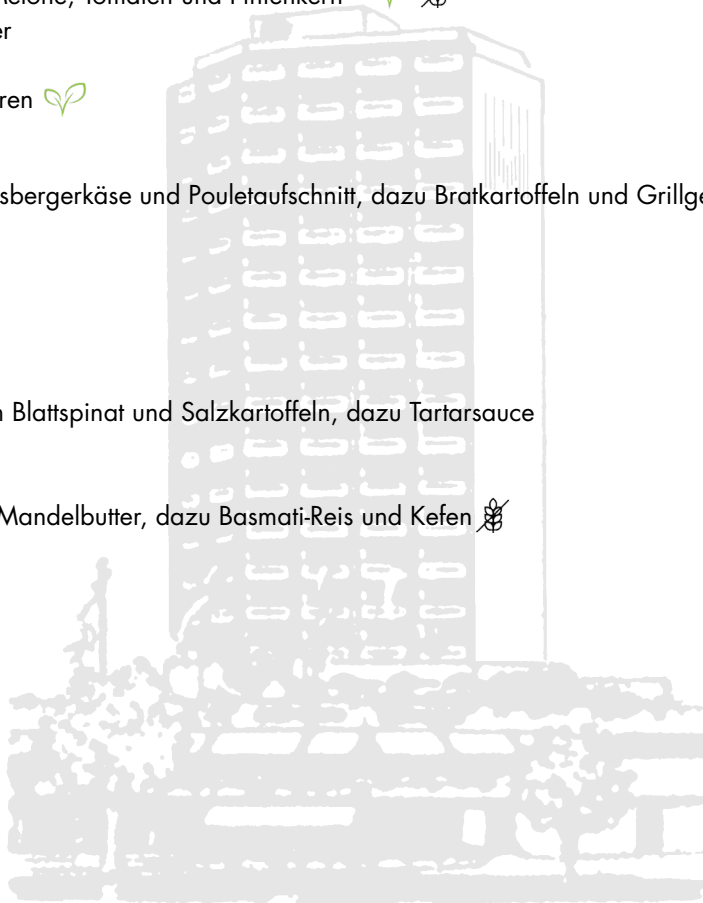 Melone, Tomaten und Pinienkern
er
ren
sbergerkäse und Pouletaufschnitt, dazu Bratkartoffeln und Grillge
n Blattspinat und Salzkartoffeln, dazu Tartarsauce
Mandelbutter, dazu Basmati-Reis und Kefen